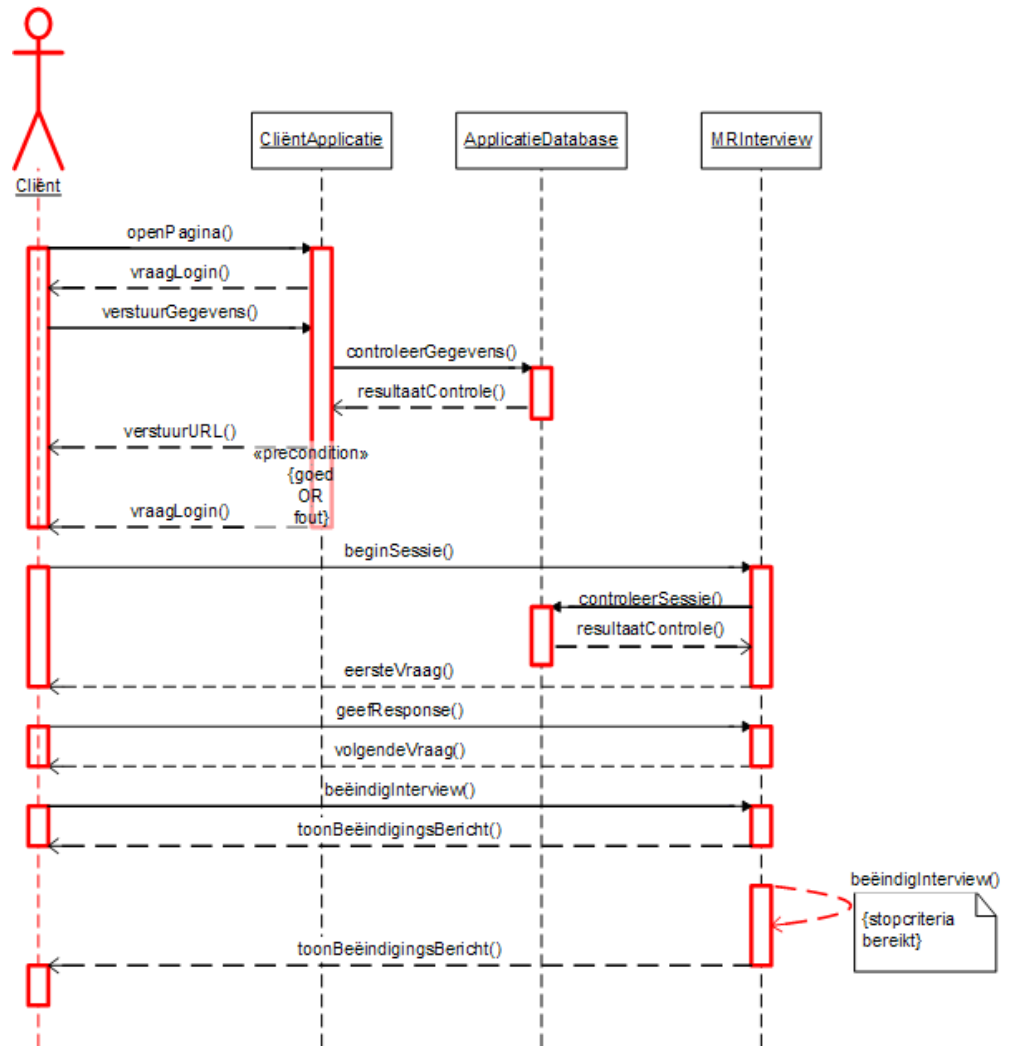 Cliënt
CliëntApplicatie
ApplicatieDatabase
MRInterview
openPagina()
vraagLogin()
verstuurGegevens()
controleerGegevens()
resultaatControle()
verstuurURL()
«precondition»
{goed
OR
fout}
vraagLogin()
beginSessie()
controleerSessie()
resultaatControle()
eersteVraag()
geefResponse()
volgendeVraag()
beëindigInterview()
toonBeëindigingsBericht()
beëindigInterview()
{stopcriteria
bereikt}
toonBeëindigingsBericht()